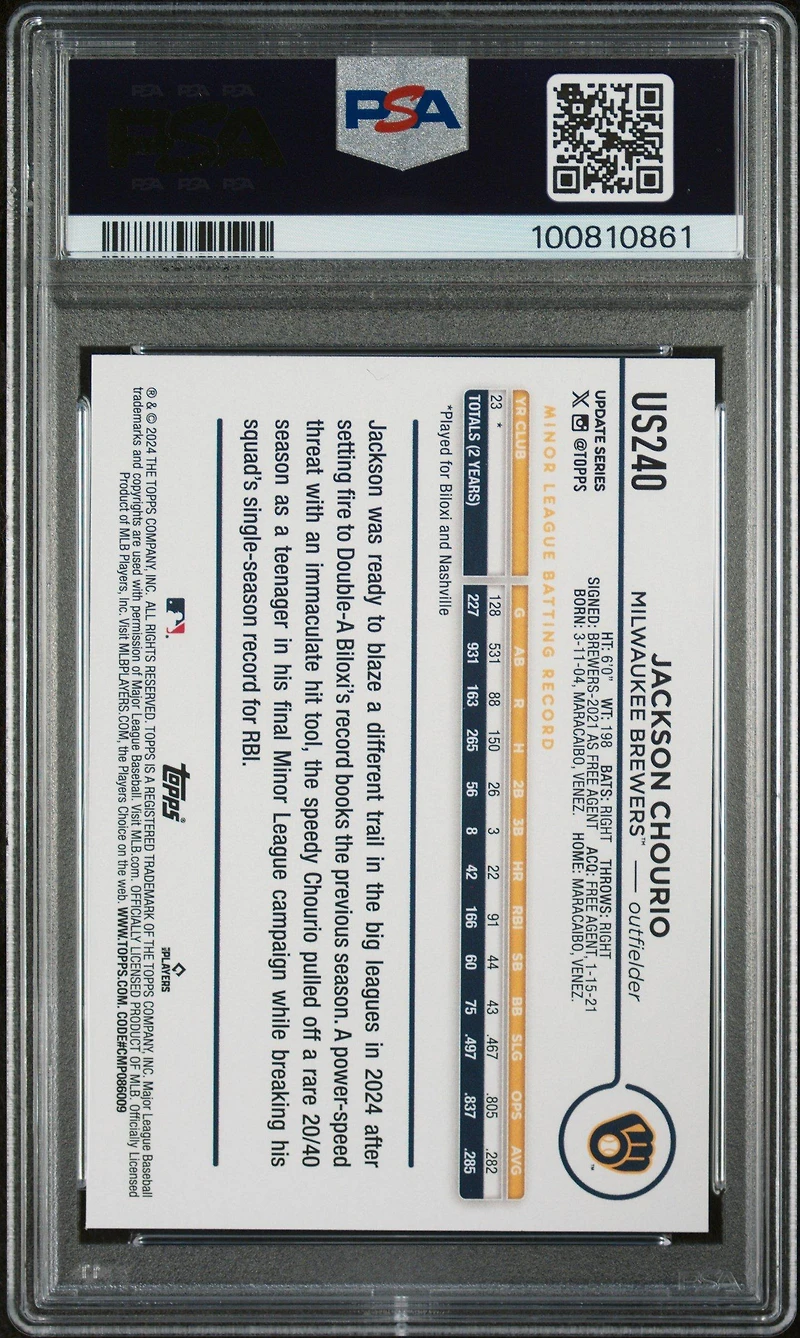 PSA
100810861
US240
JACKSON CHOURIO
MILWAUKEE BREWERS™ — outfielder
UPDATE SERIES
@TOPPS
HT: 6'0" WT: 198 BATS: RIGHT THROWS: RIGHT
SIGNED: BREWERS-2021 AS FREE AGENT ACQ: FREE AGENT, 1-15-21
BORN: 3-11-04, MARACAIBO, VENEZ. HOME: MARACAIBO, VENEZ.
MINOR LEAGUE BATTING RECORD
YR CLUB G AB R H 2B 3B HR RBI SB BB SLG OPS AVG
23 * 128 531 88 150 26 3 22 91 44 43 .467 .805 .282
TOTALS (2 YEARS) 227 931 163 265 56 8 42 166 60 75 .497 .837 .285
*Played for Biloxi and Nashville
Jackson was ready to blaze a different trail in the big leagues in 2024 after
setting fire to Double-A Biloxi's record books the previous season. A power-speed
threat with an immaculate hit tool, the speedy Chourio pulled off a rare 20/40
season as a teenager in his final Minor League campaign while breaking his
squad's single-season record for RBI.
topps®
PLAYERS
® & © 2024 THE TOPPS COMPANY, INC. ALL RIGHTS RESERVED. TOPPS IS A REGISTERED TRADEMARK OF THE TOPPS COMPANY, INC. Major League Baseball
trademarks and copyrights are used with permission of Major League Baseball. Visit MLB.com. OFFICIALLY LICENSED PRODUCT OF MLB. Officially Licensed
Product of MLB Players, Inc. Visit MLBPLAYERS.COM, the Players Choice on the web. WWW.TOPPS.COM. CODE#CMP086009
PSA